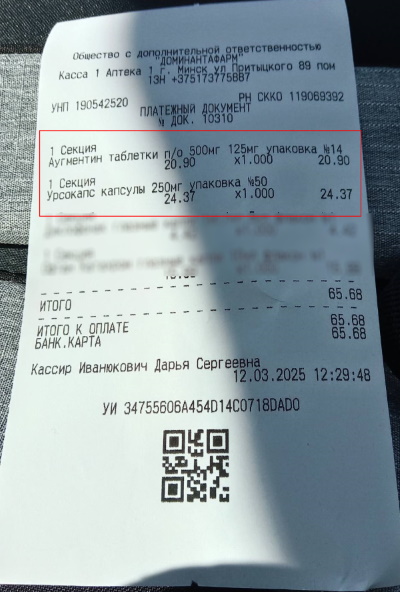 Общество с дополнительной ответственностью
"ДОМИНАНТАФАРМ"
Касса 1 Аптека 1 г. Минск ул Притыцкого 89 пом
13Н +375173775887
УНП 190542520 РН СККО 119069392
ПЛАТЕЖНЫЙ ДОКУМЕНТ
№ ДОК. 10310
1 Секция
Аугментин таблетки п/о 500мг 125мг упаковка №14
20.90 x1.000 20.90
1 Секция
Урсокапс капсулы 250мг упаковка №50
24.37 x1.000 24.37
ИТОГО 65.68
ИТОГО К ОПЛАТЕ 65.68
БАНК.КАРТА 65.68
Кассир Иванюкович Дарья Сергеевна
12.03.2025 12:29:48
УИ 34755606A454D14C0718DAD0